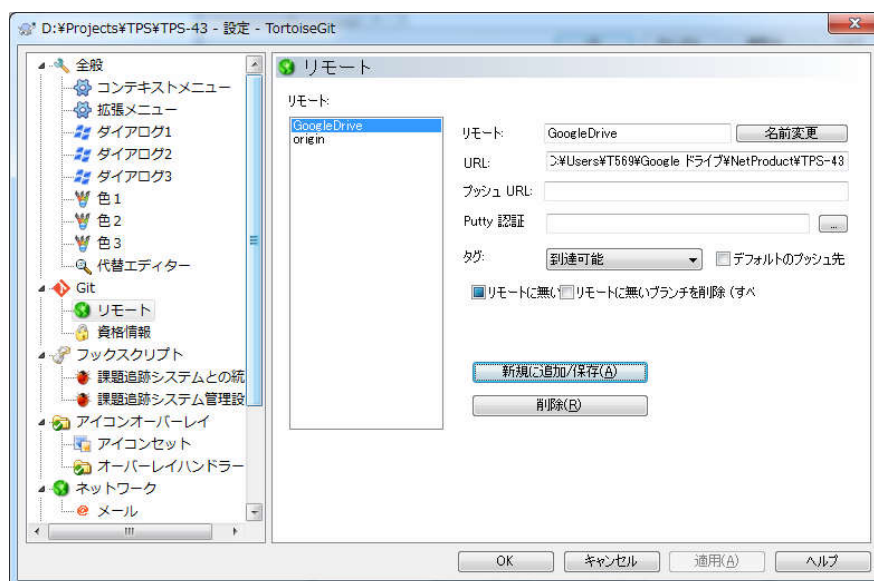 D:¥Projects¥TPS¥TPS-43 - 設定 - TortoiseGit
全般
コンテキストメニュー
拡張メニュー
ダイアログ1
ダイアログ2
ダイアログ3
色1
色2
色3
代替エディター
Git
リモート
資格情報
フックスクリプト
課題追跡システムとの統
課題追跡システム管理設
アイコンオーバーレイ
アイコンセット
オーバーレイハンドラー
ネットワーク
メール
リモート
リモート:
GoogleDrive
origin
リモート: GoogleDrive 名前変更
URL: :¥Users¥T569¥Google ドライブ¥NetProduct¥TPS-43
プッシュ URL:
Putty 認証 ...
タグ: 到達可能 デフォルトのプッシュ先
リモートに無い リモートに無いブランチを削除 (すべ
新規に追加/保存(A)
削除(R)
OK キャンセル 適用(A) ヘルプ